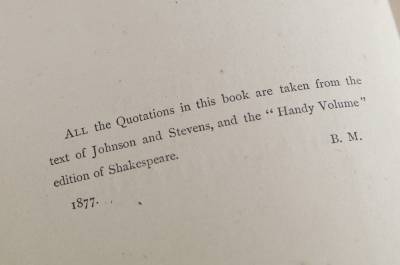 ALL the Quotations in this book are taken from the
text of Johnson and Stevens, and the “ Handy Volume”
edition of Shakespeare.
B. M.
1877.